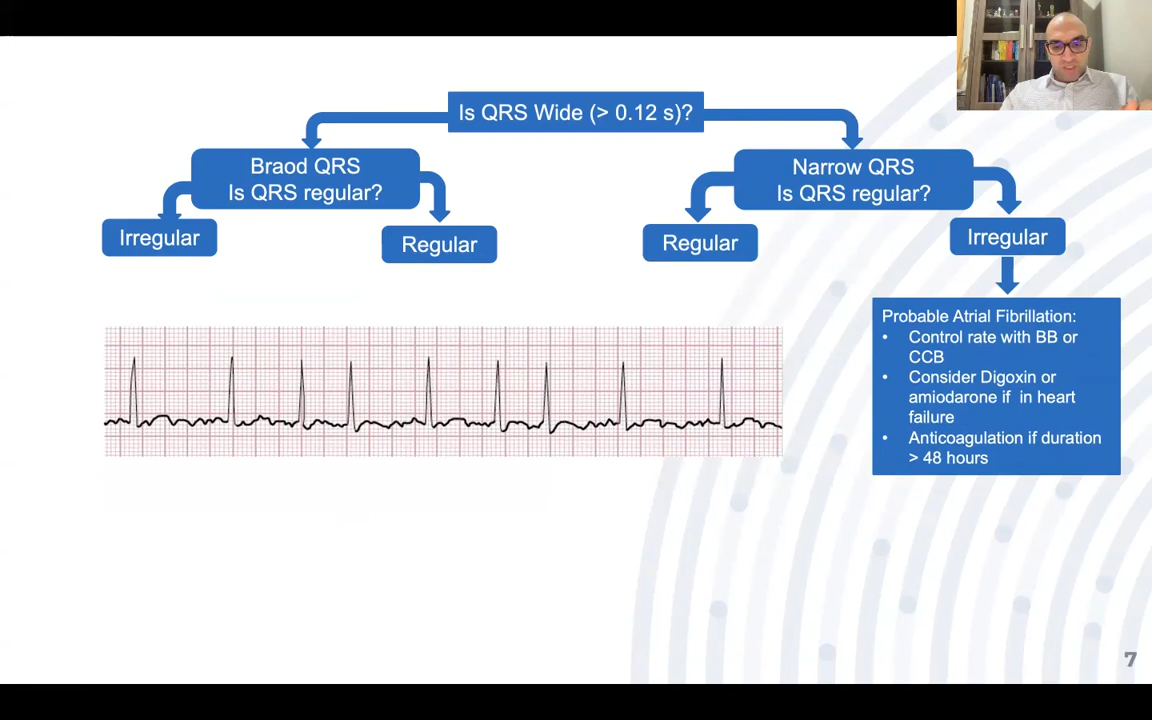 Is QRS Wide (> 0.12 s)?
Braod QRS
Is QRS regular?
Narrow QRS
Is QRS regular?
Irregular
Regular
Regular
Irregular
Probable Atrial Fibrillation:
• Control rate with BB or
CCB
• Consider Digoxin or
amiodarone if in heart
failure
• Anticoagulation if duration
> 48 hours
7